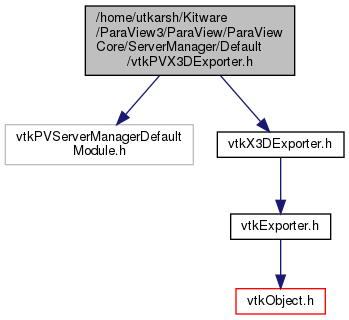 /home/utkarsh/Kitware
/ParaView3/ParaView/ParaView
Core/ServerManager/Default
/vtkPVX3DExporter.h
vtkPVServerManagerDefault
Module.h
vtkX3DExporter.h
vtkExporter.h
vtkObject.h